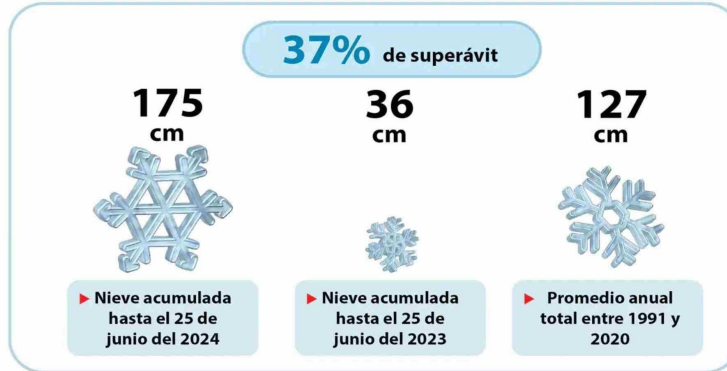 37% de superávit
175
cm
36
cm
127
cm
▶ Nieve acumulada
hasta el 25 de
junio del 2024
▶ Nieve acumulada
hasta el 25 de
junio del 2023
▶ Promedio anual
total entre 1991 y
2020